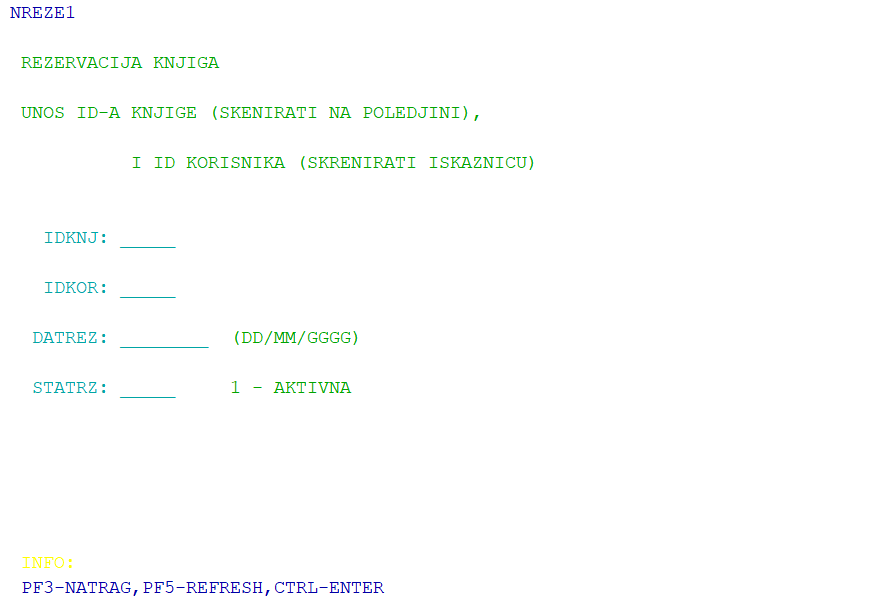 NREZE1
REZERVACIJA KNJIGA
UNOS ID-A KNJIGE (SKENIRATI NA POLEDJINI),
I ID KORISNIKA (SKRENIRATI ISKAZNICU)
IDKNJ: _____
IDKOR: _____
DATREZ: ________ (DD/MM/GGGG)
STATRZ: _____ 1 - AKTIVNA
INFO:
PF3-NATRAG,PF5-REFRESH,CTRL-ENTER